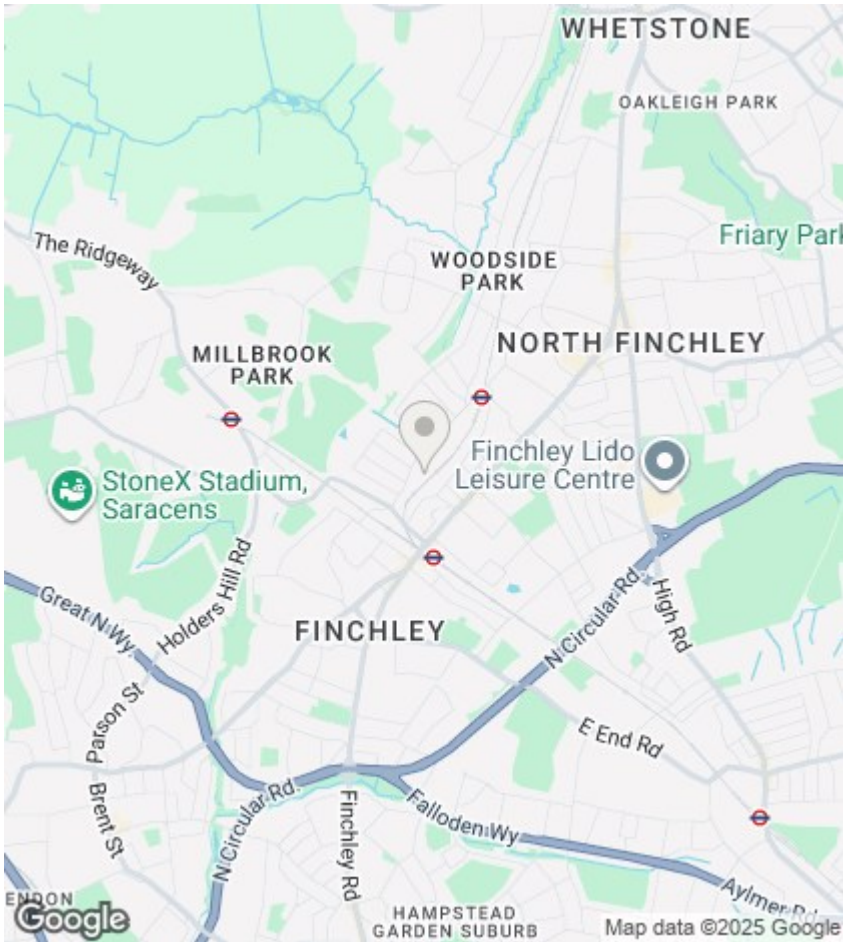 WHETSTONE
OAKLEIGH PARK
Friary Park
The Ridgeway
WOODSIDE
PARK
NORTH FINCHLEY
MILLBROOK
PARK
Finchley Lido
Leisure Centre
StoneX Stadium,
Saracens
Holders Hill Rd
Great N Wy
N Circular Rd.
High Rd
FINCHLEY
Parson St
E End Rd
Brent St
N Circular Rd.
Finchley Rd
Falloden Wy
Aylmer Rd
ENDON
HAMPSTEAD
GARDEN SUBURB
Google
Map data ©2025 Google